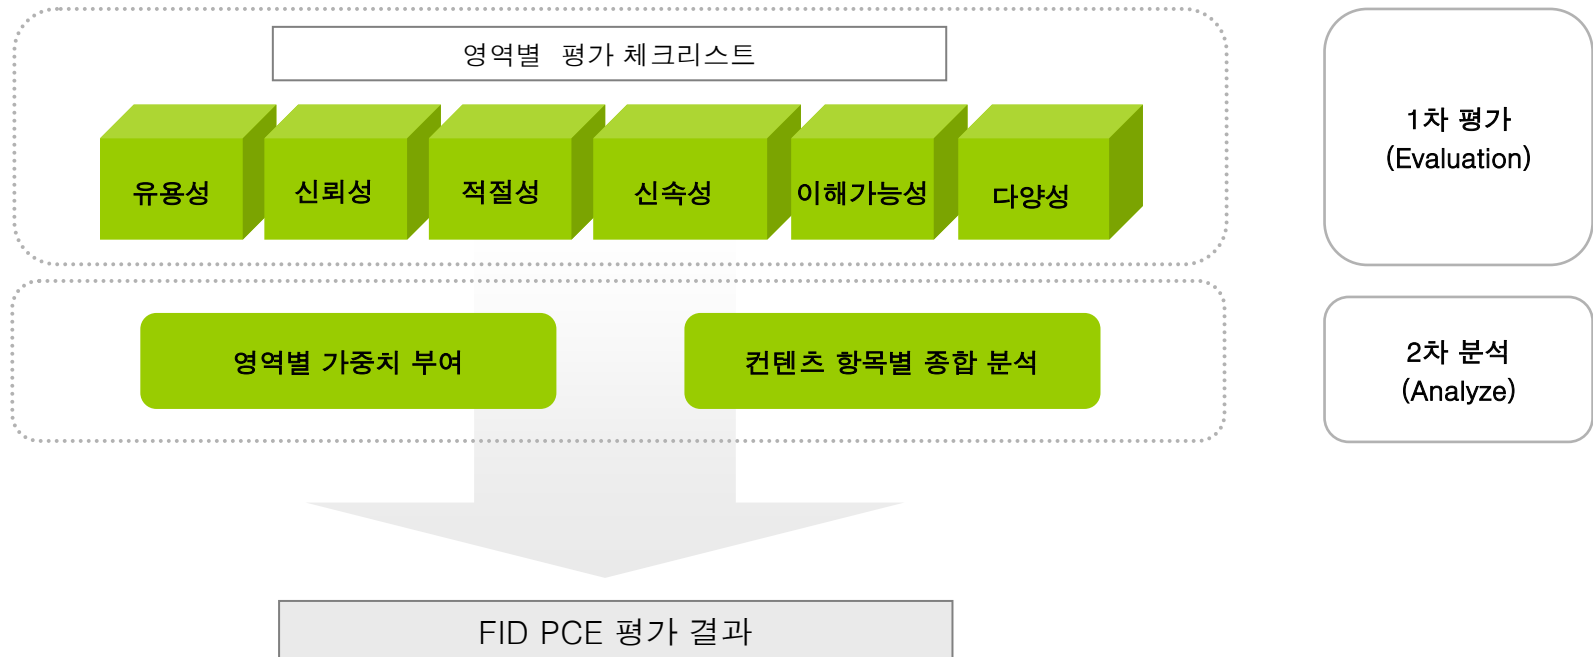 영역별 평가 체크리스트
유용성
신뢰성
적절성
신속성
이해가능성
다양성
1차 평가
(Evaluation)
영역별 가중치 부여
컨텐츠 항목별 종합 분석
2차 분석
(Analyze)
FID PCE 평가 결과